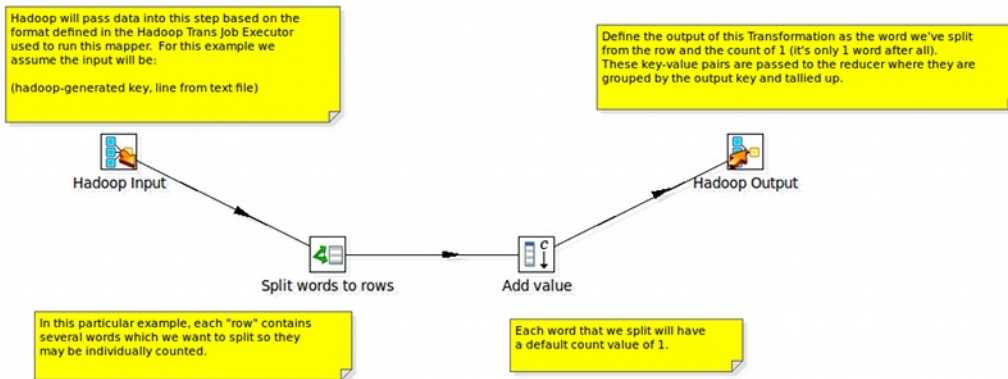 Hadoop will pass data into this step based on the
format defined in the Hadoop Trans Job Executor
used to run this mapper. For this example we
assume the input will be:
(hadoop-generated key, line from text file)
Define the output of this Transformation as the word we've split
from the row and the count of 1 (it's only 1 word after all).
These key-value pairs are passed to the reducer where they are
grouped by the output key and tallied up.
Hadoop Input
Hadoop Output
C
Split words to rows
Add value
In this particular example, each "row" contains
several words which we want to split so they
may be individually counted.
Each word that we split will have
a default count value of 1.